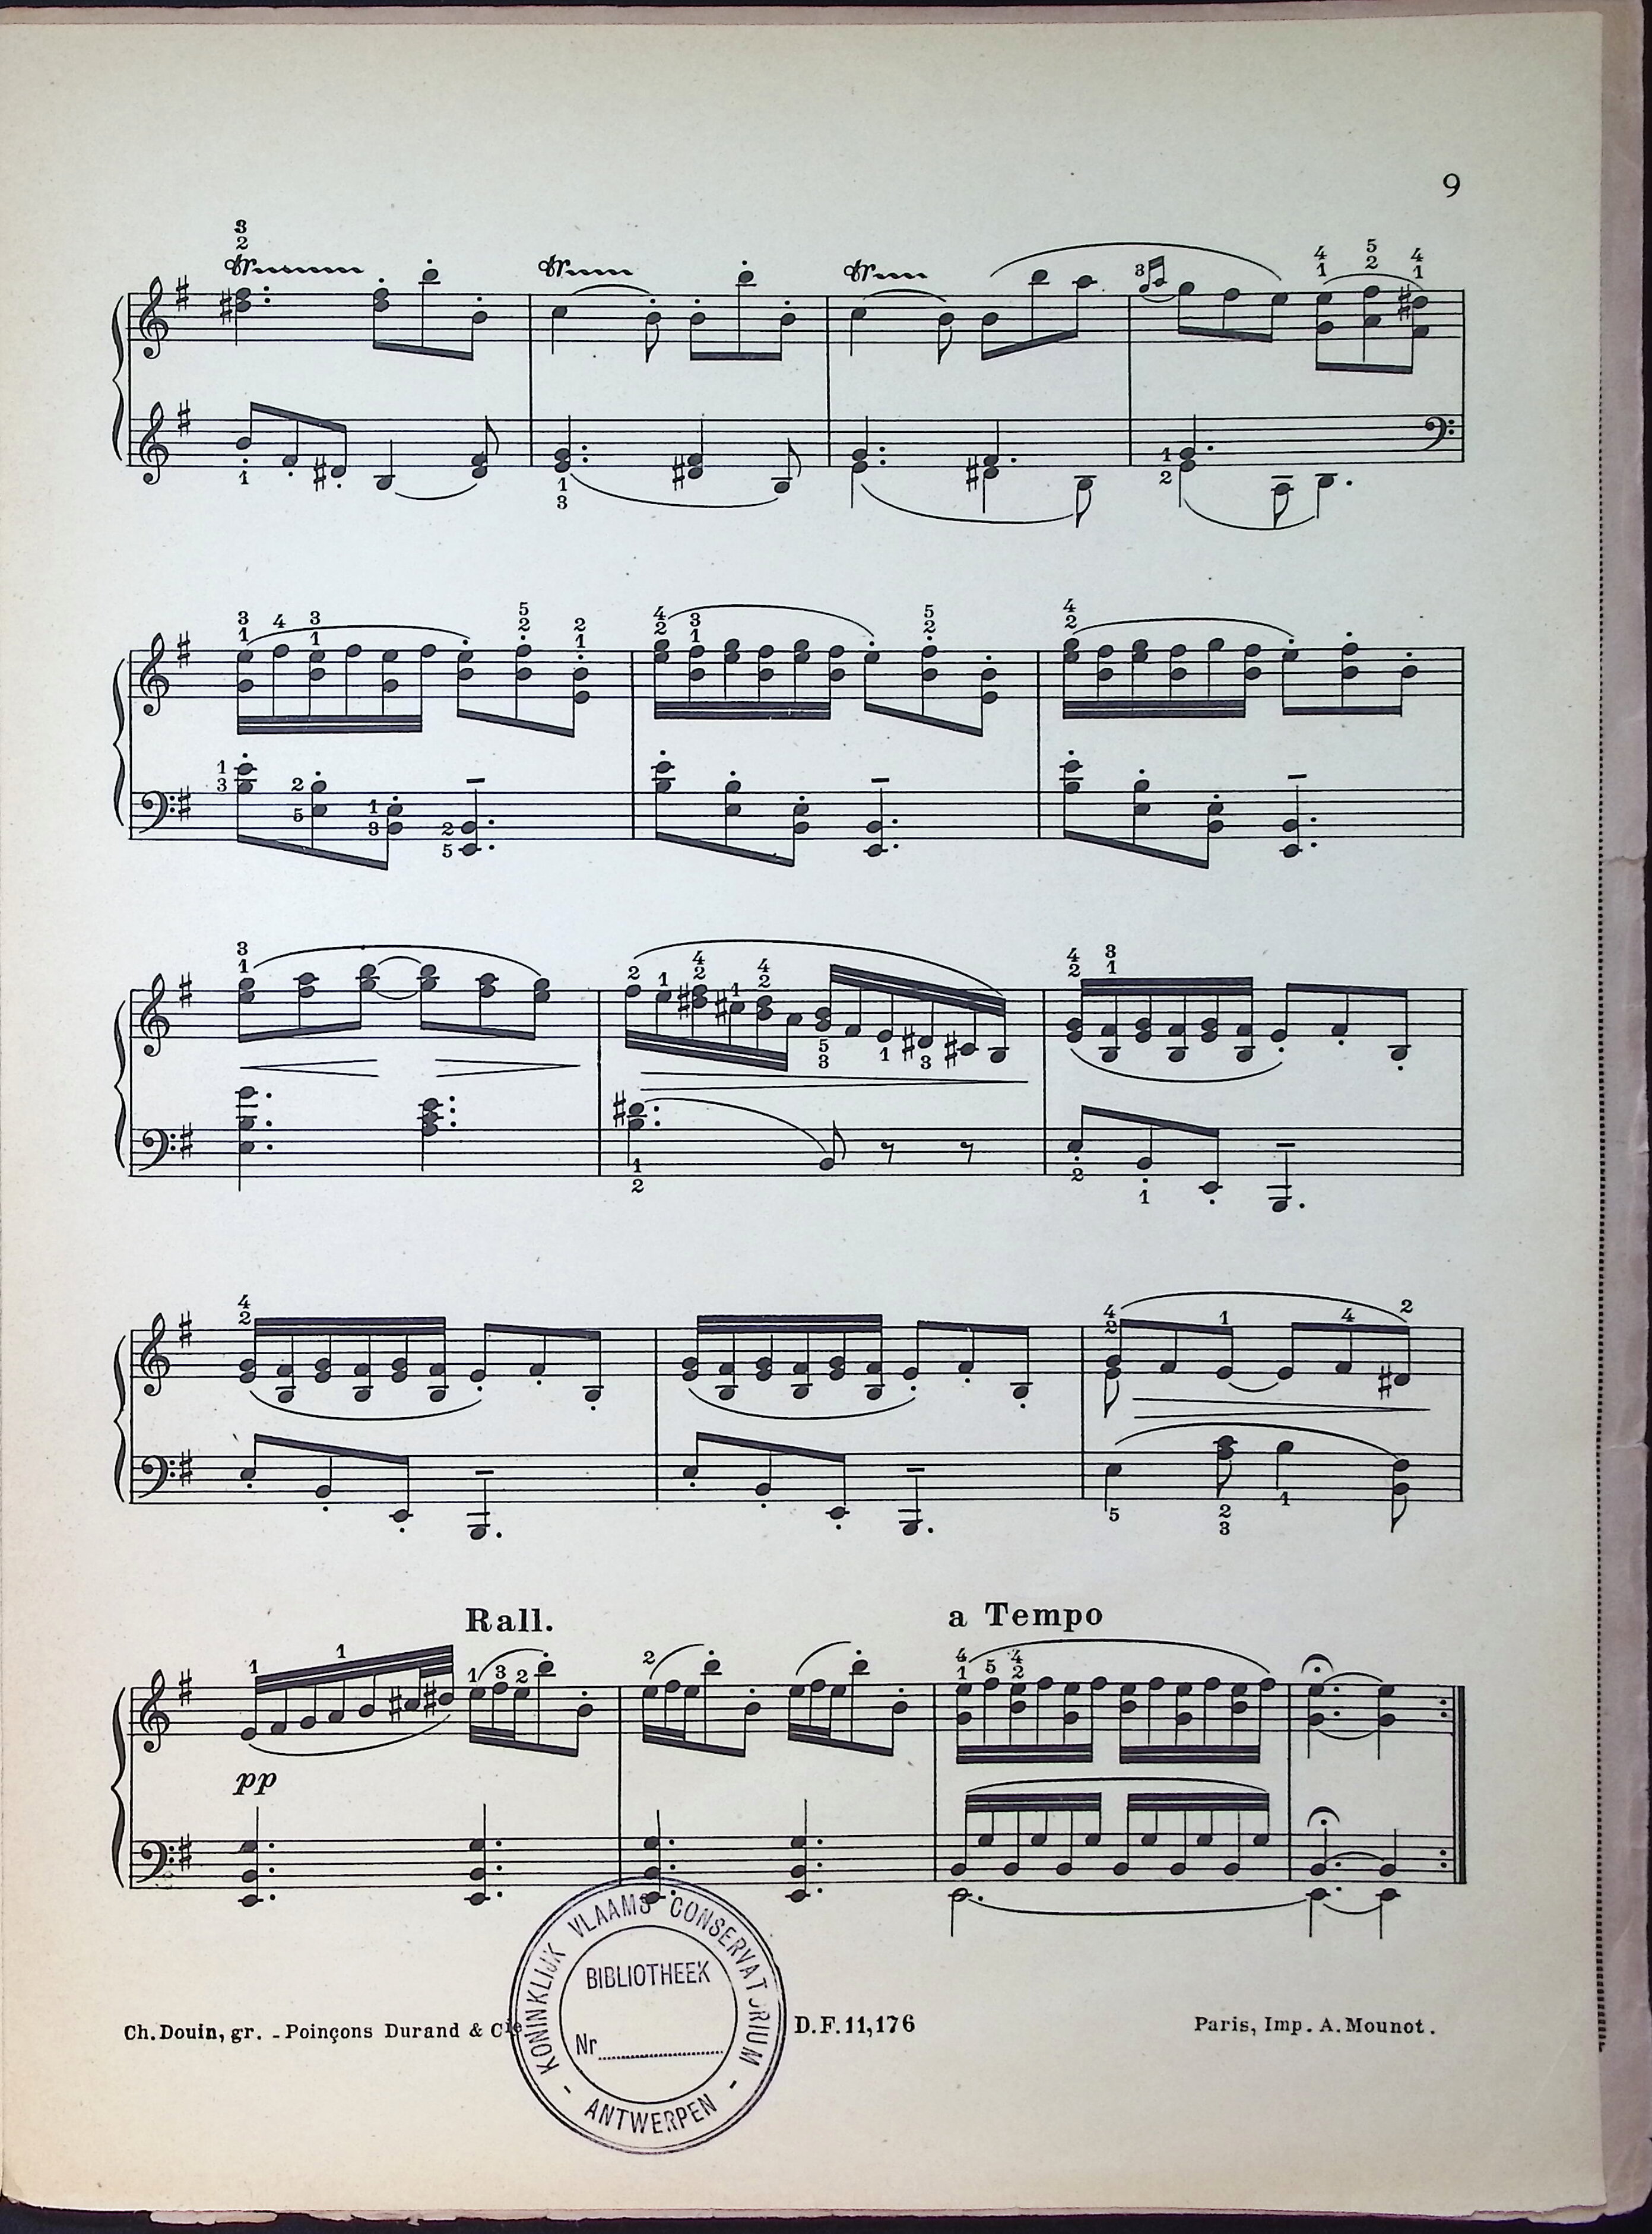 9
Rall.
a Tempo
pp
Ch. Douin, gr. - Poinçons Durand & Cie
D.F. 11,176
Paris, Imp. A. Mounot.
KONINKLIJK VLAAMS CONSERVATORIUM
BIBLIOTHEEK
Nr
- ANTWERPEN -